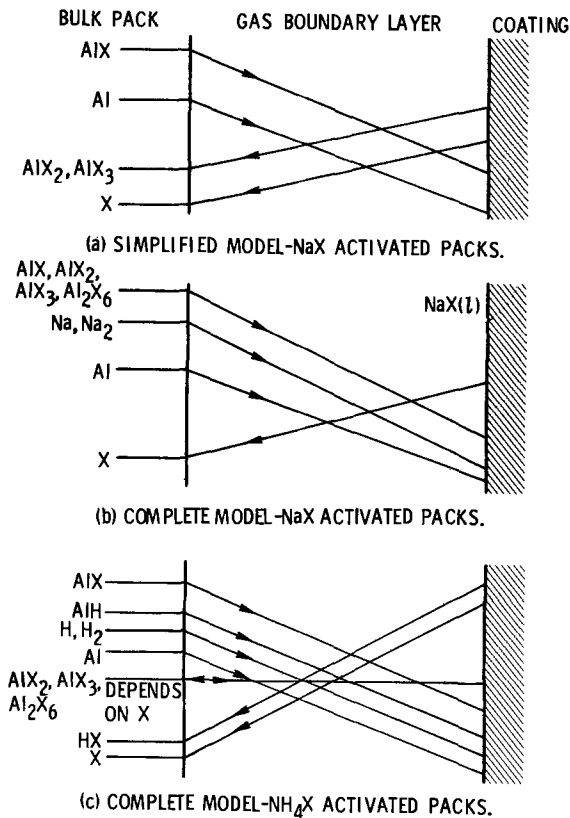 BULK PACK GAS BOUNDARY LAYER COATING
AlX
Al
AlX2, AlX3
X
(a) SIMPLIFIED MODEL-NaX ACTIVATED PACKS.
AlX, AlX2,
AlX3, Al2X6
NaX(l)
Na, Na2
Al
X
(b) COMPLETE MODEL-NaX ACTIVATED PACKS.
AlX
AlH
H, H2
Al
AlX2, AlX3, DEPENDS
Al2X6 ON X
HX
X
(c) COMPLETE MODEL-NH4X ACTIVATED PACKS.